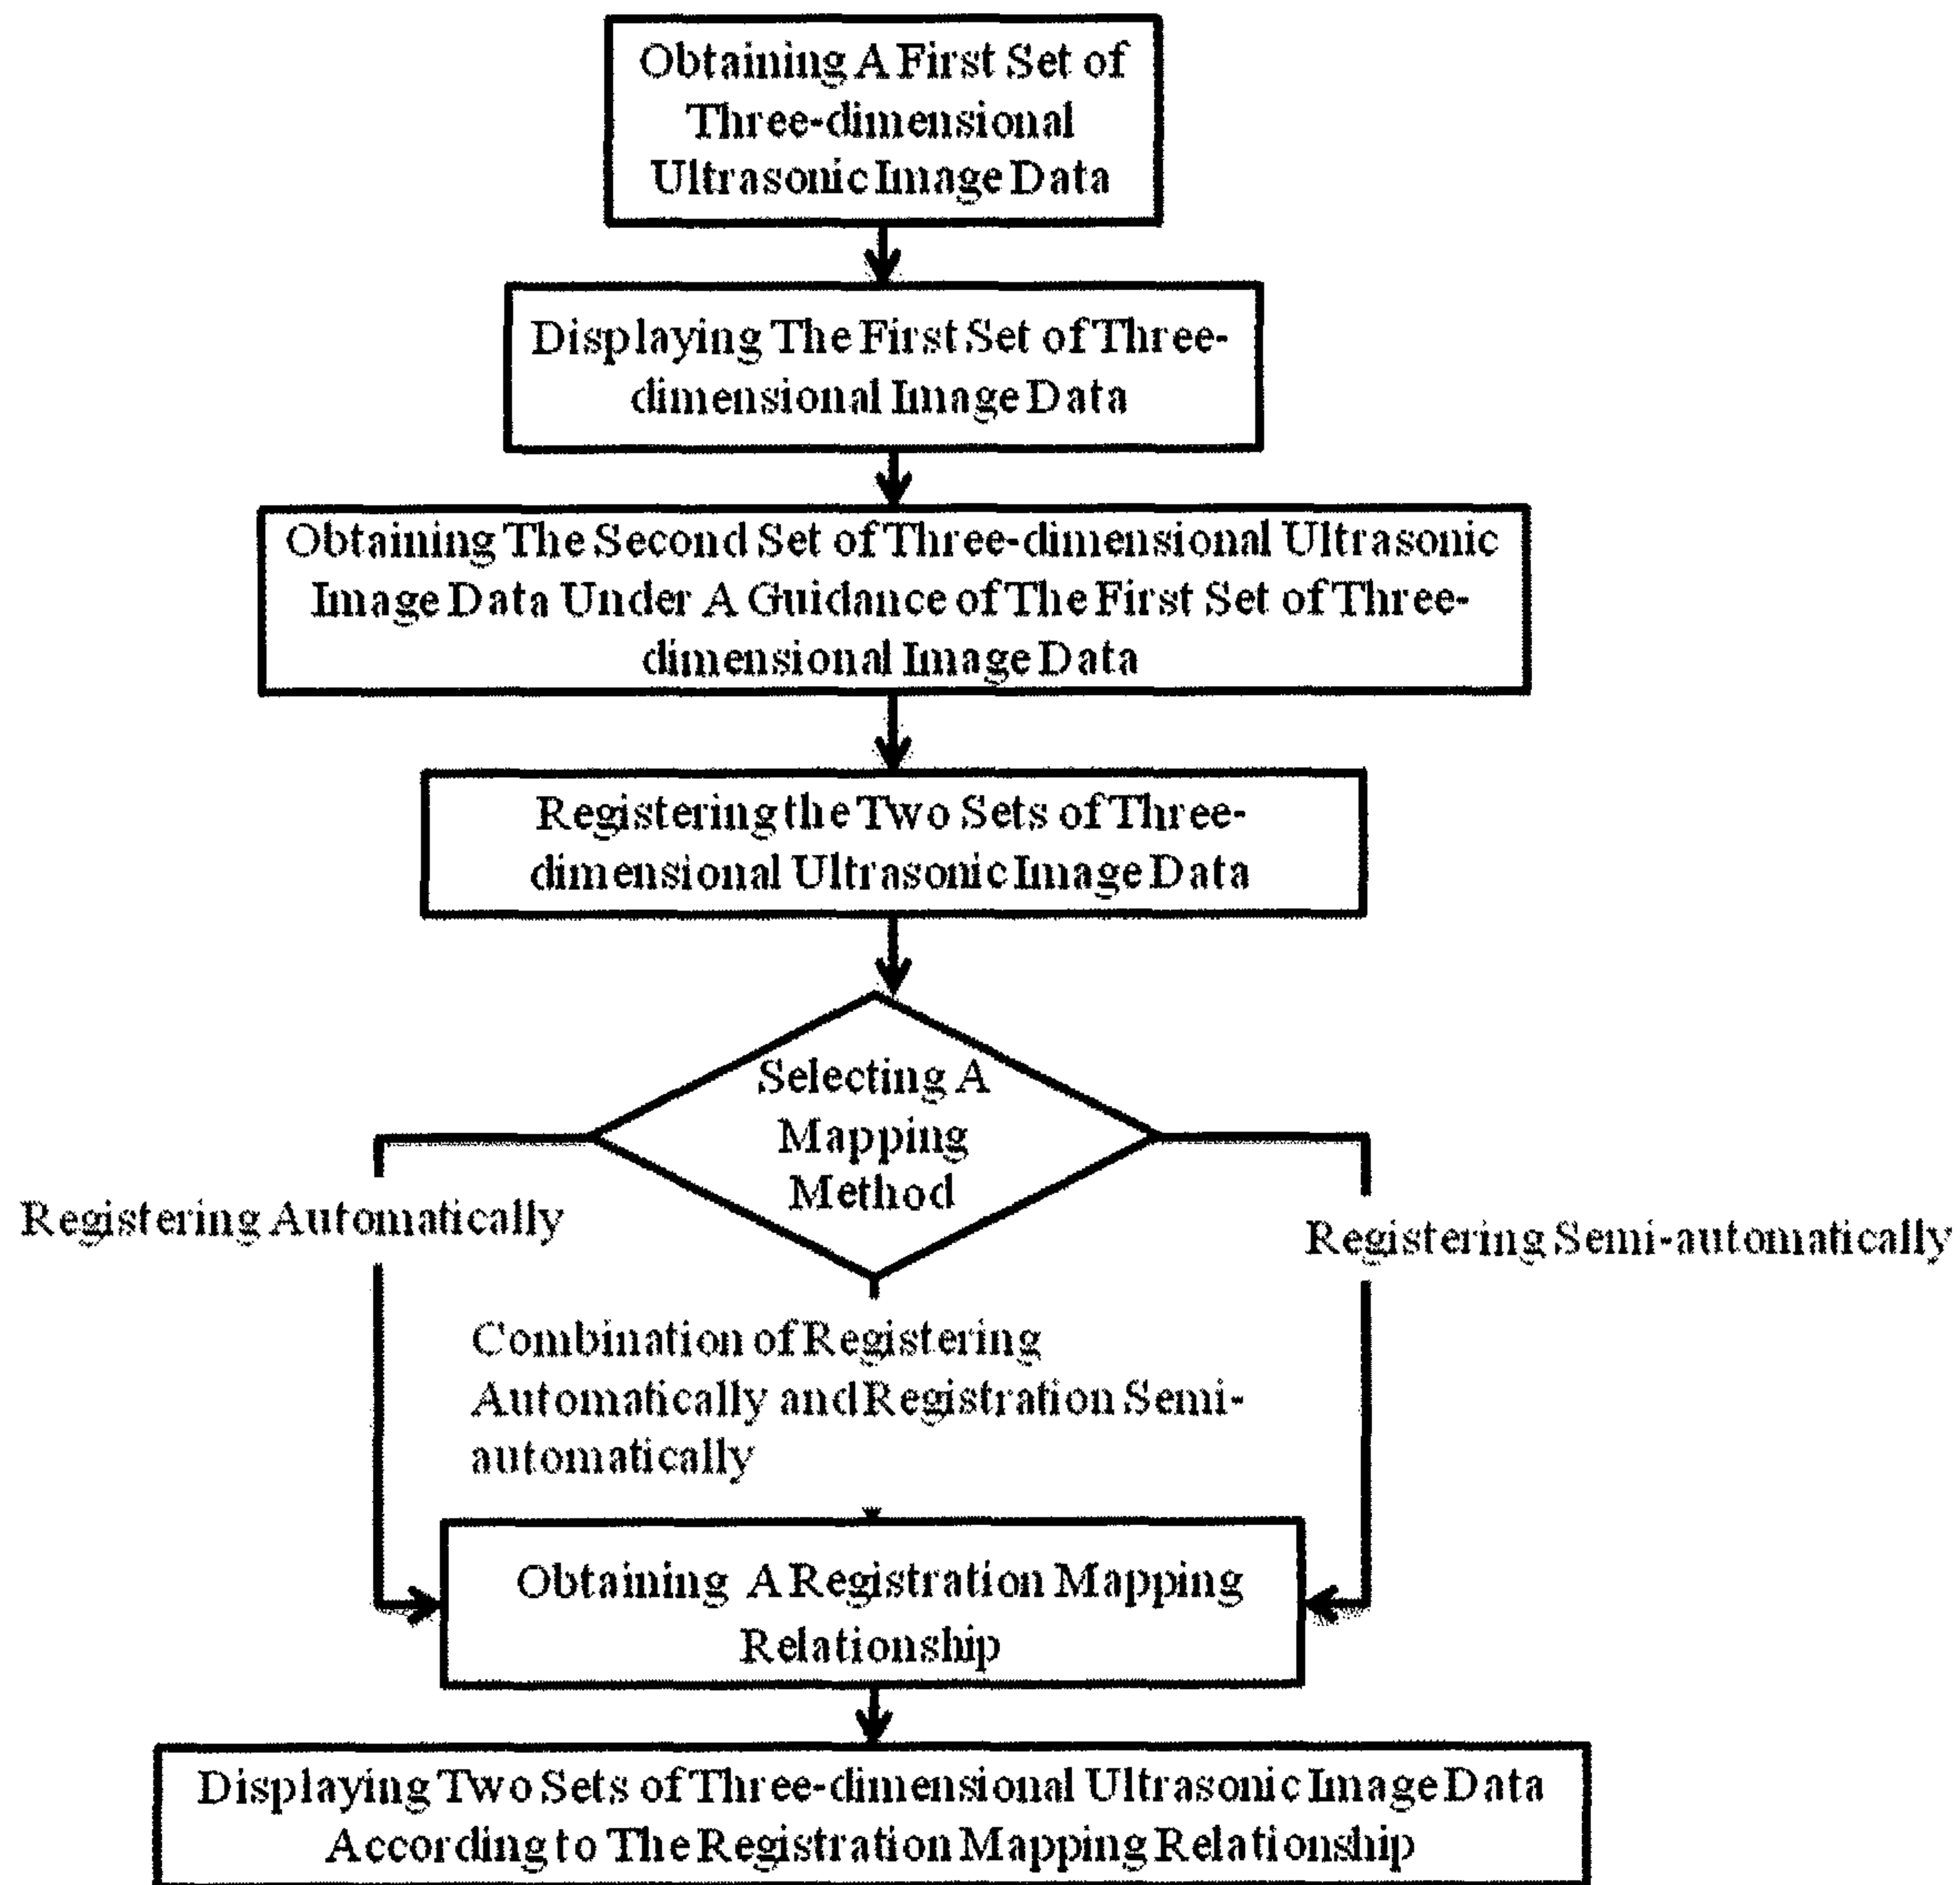 Obtaining A First Set of
Three-dimensional
Ultrasonic Image Data
Displaying The First Set of Three-
dimensional Image Data
Obtaining The Second Set of Three-dimensional Ultrasonic
Image Data Under A Guidance of The First Set of Three-
dimensional Image Data
Registering the Two Sets of Three-
dimensional Ultrasonic Image Data
Selecting A
Mapping
Method
Registering Automatically
Registering Semi-automatically
Combination of Registering
Automatically and Registration Semi-
automatically
Obtaining A Registration Mapping
Relationship
Displaying Two Sets of Three-dimensional Ultrasonic Image Data
According to The Registration Mapping Relationship